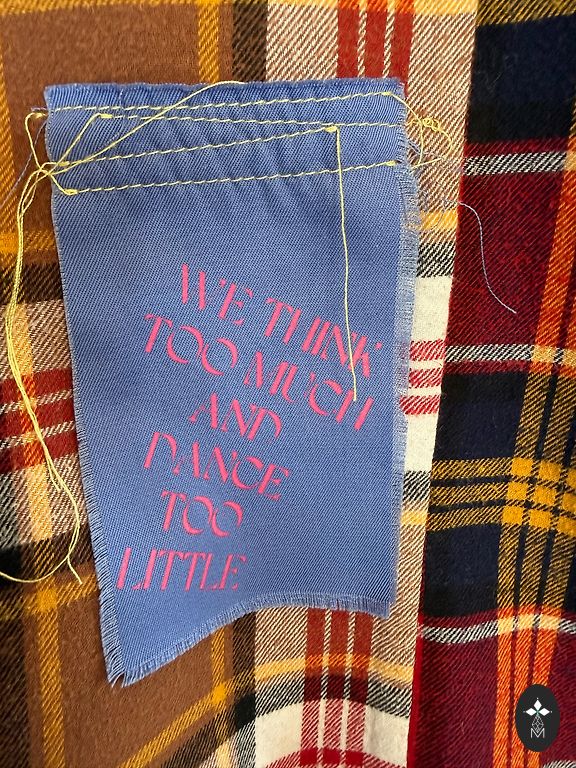 WE THINK
TOO MUCH
AND
DANCE
TOO
LITTLE
M